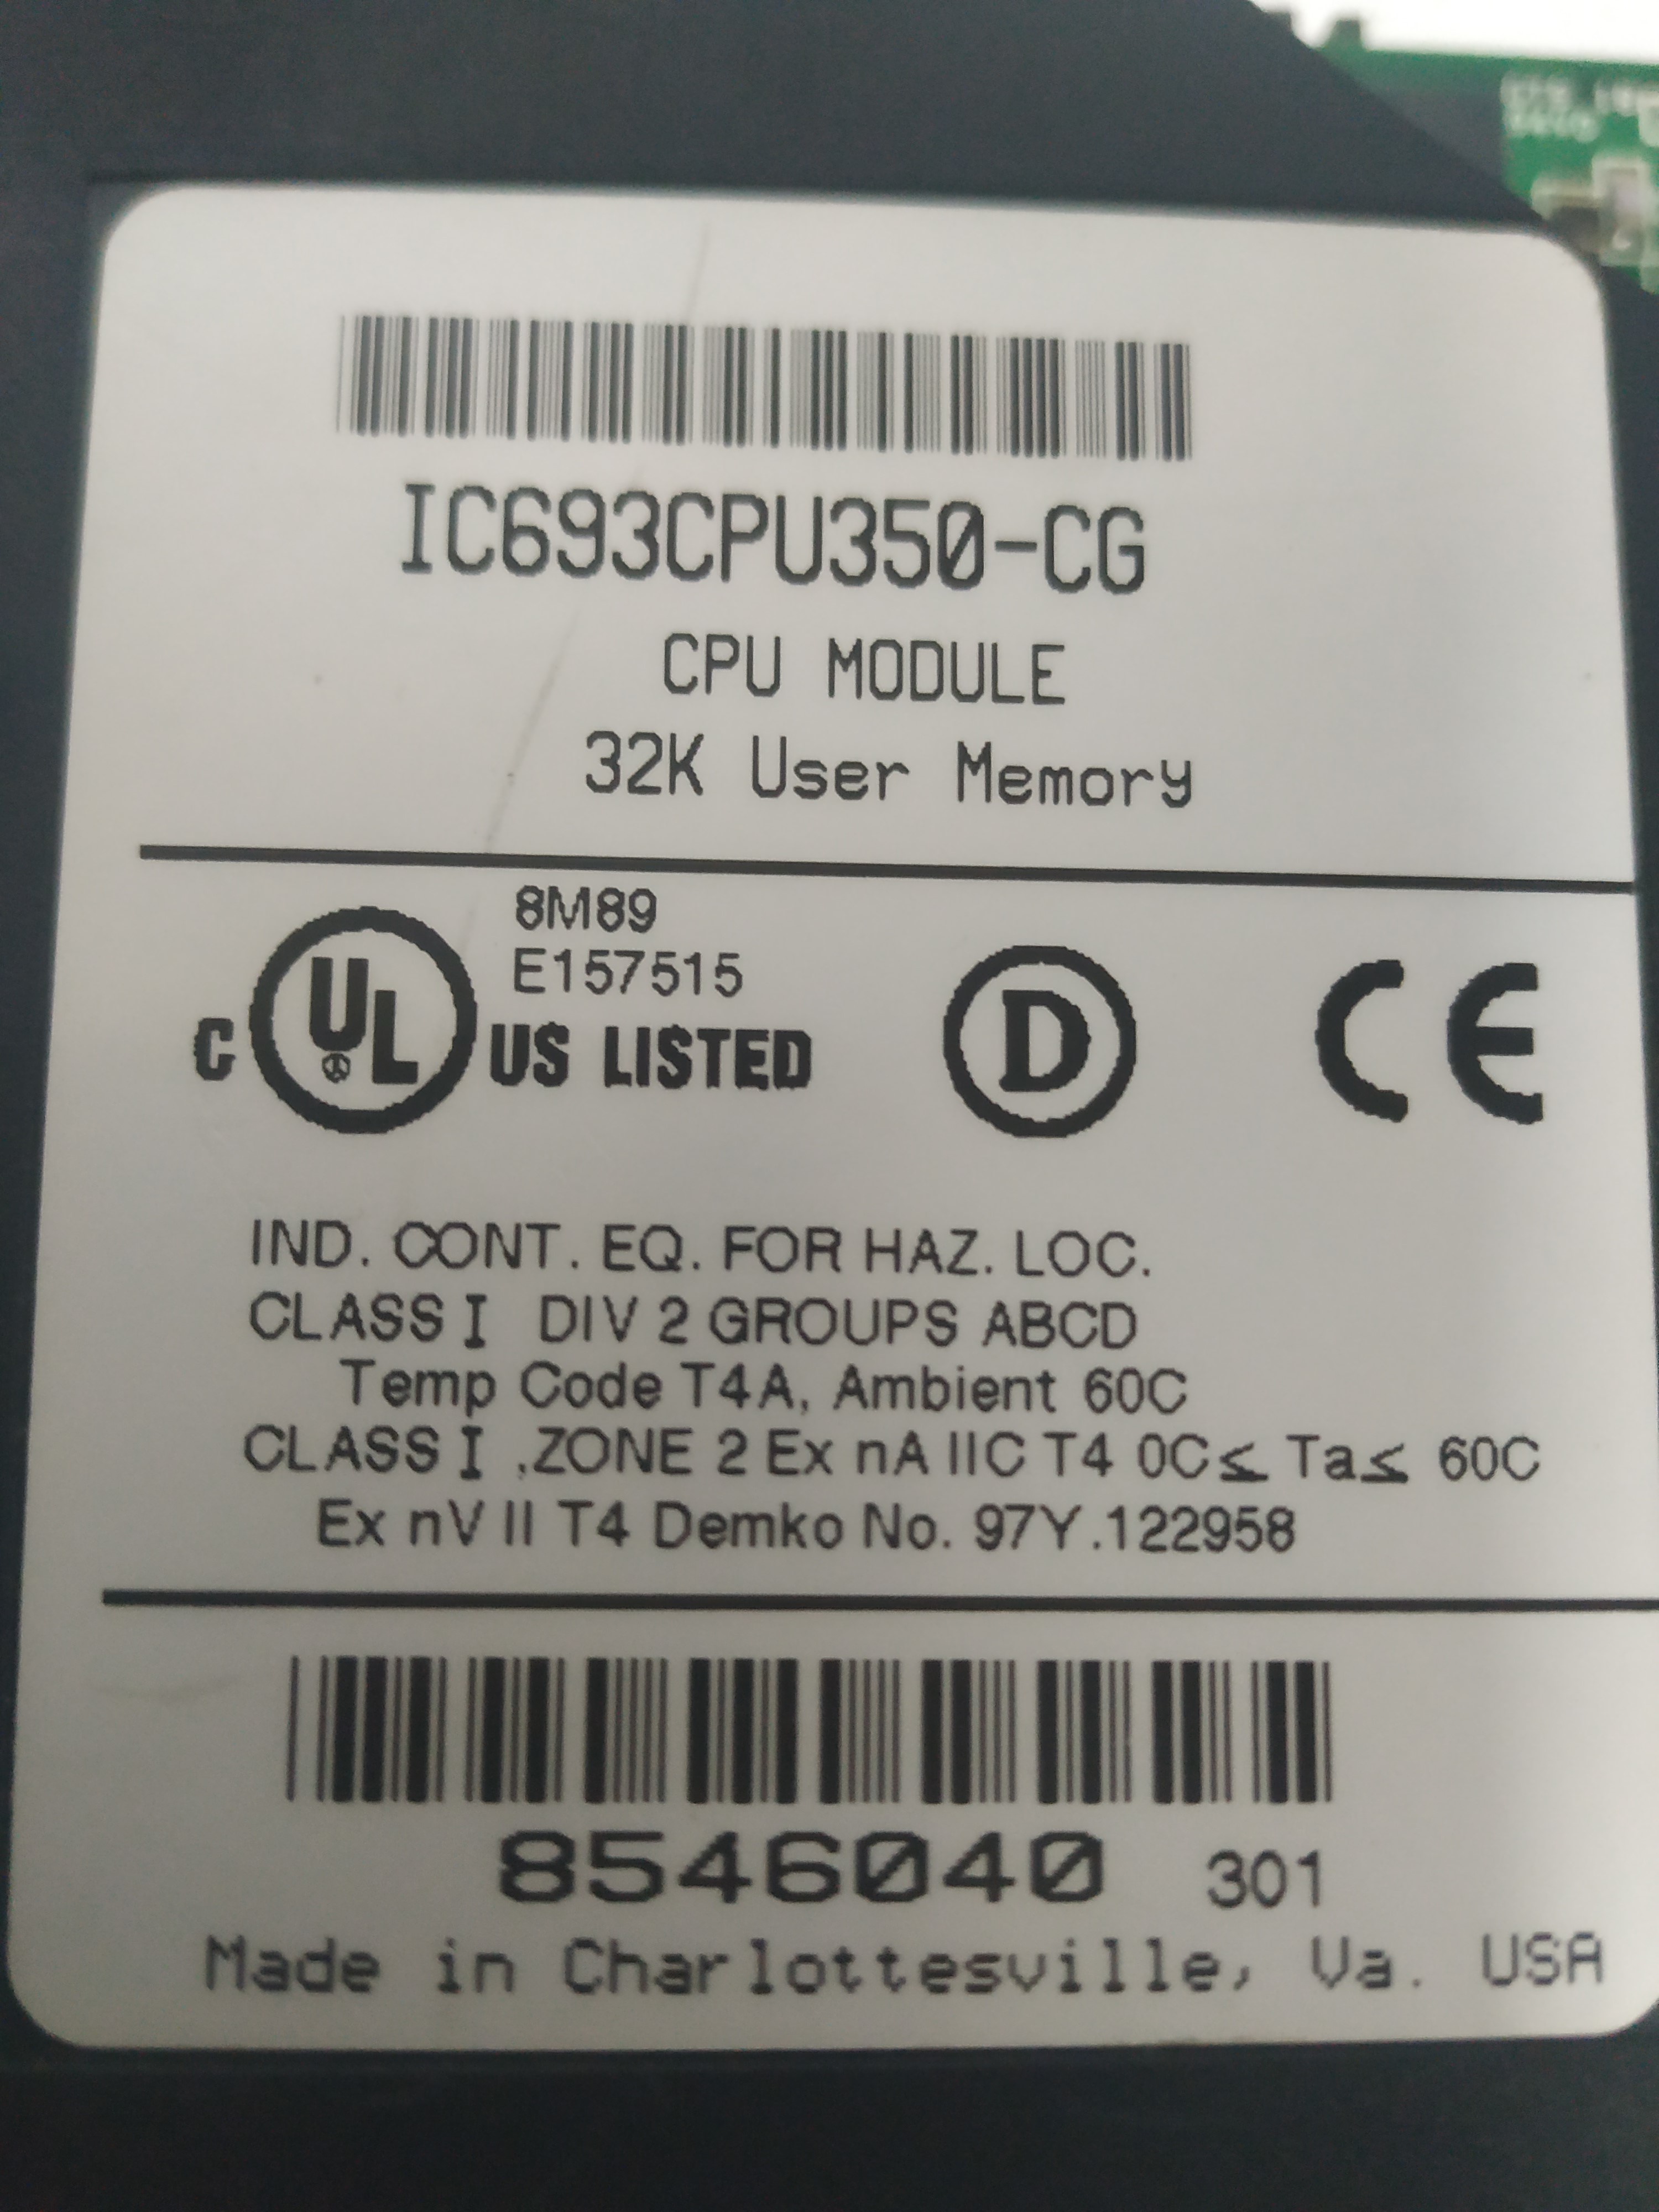 IC693CPU350-CG
CPU MODULE
32K User Memory
8M89
E157515
C UL US LISTED
D
CE
IND. CONT. EQ. FOR HAZ. LOC.
CLASS I DIV 2 GROUPS ABCD
Temp Code T4A, Ambient 60C
CLASS I ,ZONE 2 Ex nA IIC T4 0C≤ Ta≤ 60C
Ex nV II T4 Demko No. 97Y.122958
8546040 301
Made in Charlottesville, Va. USA